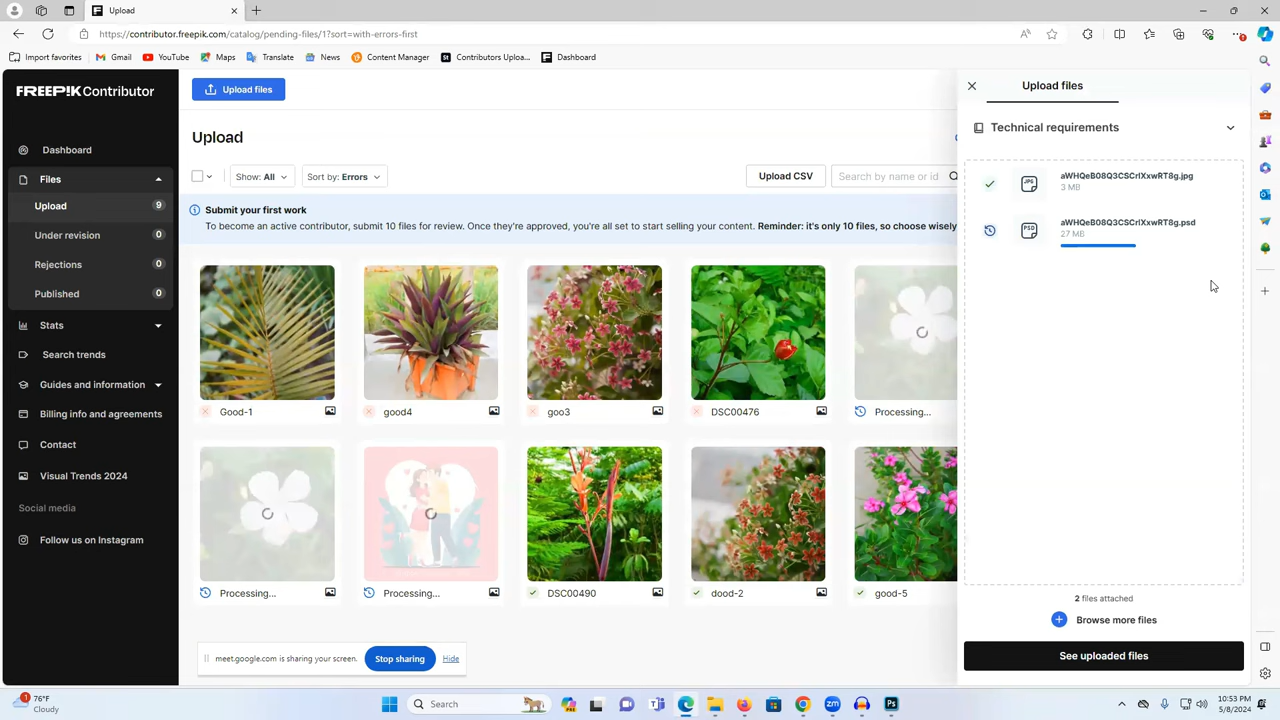 Upload
https://contributor.freepik.com/catalog/pending-files/1?sort=with-errors-first
Import favorites
Gmail
YouTube
Maps
Translate
News
Content Manager
Contributors Uploa...
Dashboard
FREEPIK Contributor
Dashboard
Files
Upload 9
Under revision 0
Rejections 0
Published 0
Stats
Search trends
Guides and information
Billing info and agreements
Contact
Visual Trends 2024
Social media
Follow us on Instagram
Upload files
Upload
Show: All
Sort by: Errors
Upload CSV
Search by name or id
Submit your first work
To become an active contributor, submit 10 files for review. Once they're approved, you're all set to start selling your content. Reminder: it's only 10 files, so choose wisely
Good-1
good4
goo3
DSC00476
Processing...
Processing...
Processing...
DSC00490
dood-2
good-5
meet.google.com is sharing your screen.
Stop sharing
Hide
Upload files
Technical requirements
JPG
aWHQeB08Q3CSCrIXxwRT8g.jpg
3 MB
PSD
aWHQeB08Q3CSCrIXxwRT8g.psd
27 MB
2 files attached
Browse more files
See uploaded files
1
76°F
Cloudy
Search
zm
Ps
10:53 PM
5/8/2024